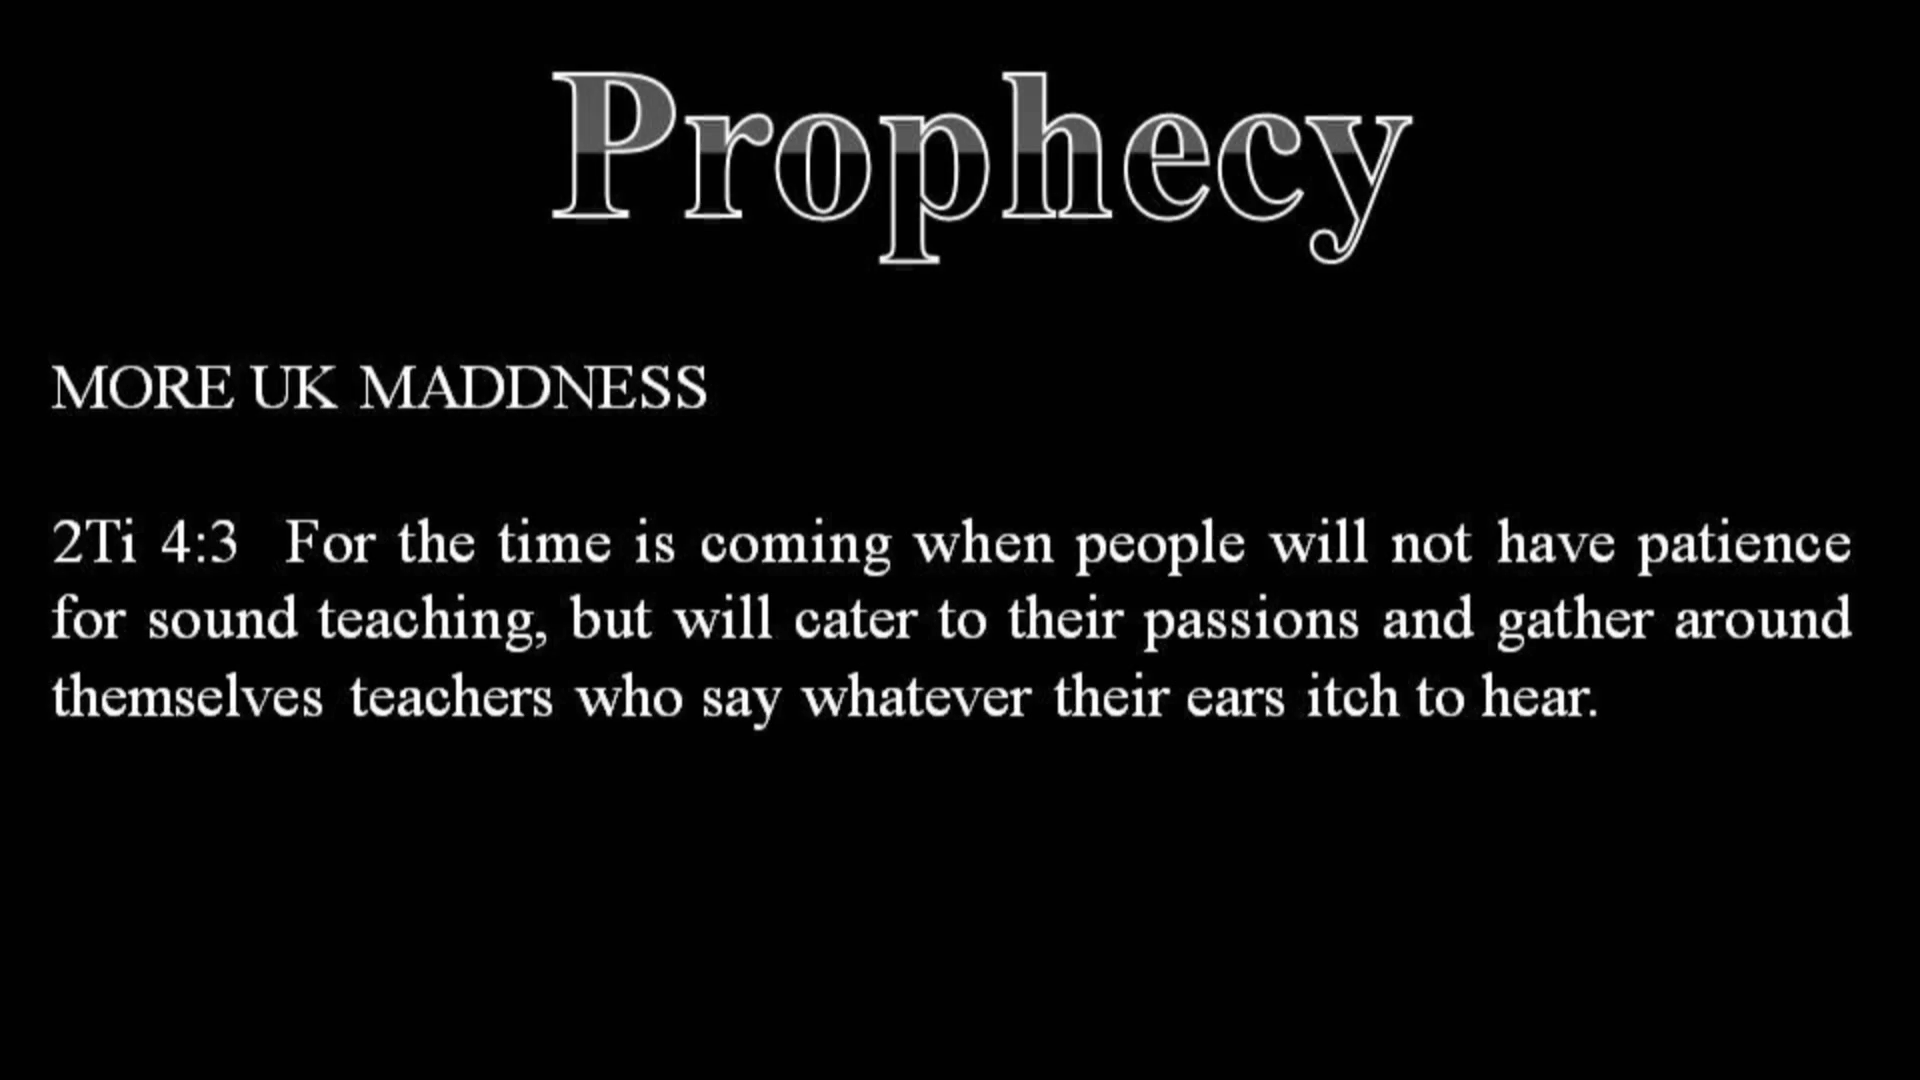 Prophecy
MORE UK MADDNESS
2Ti 4:3 For the time is coming when people will not have patience
for sound teaching, but will cater to their passions and gather around
themselves teachers who say whatever their ears itch to hear.